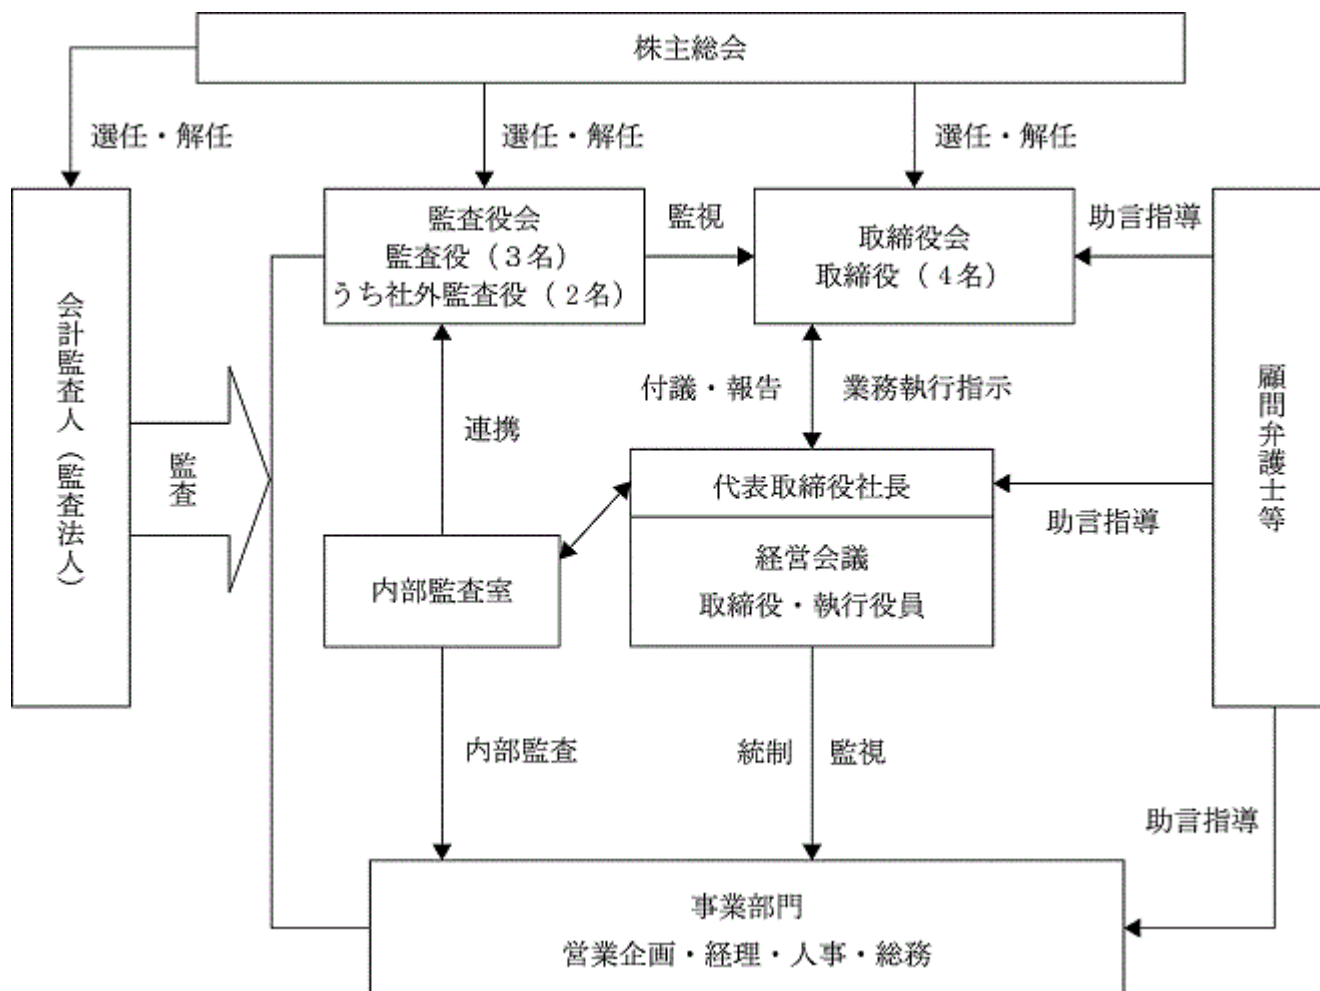 株主総会
選任・解任
選任・解任
選任・解任
監査役会
監査役(3名)
うち社外監査役(2名)
監視
取締役会
取締役(4名)
助言指導
会計監査人(監査法人)
監査
連携
付議・報告
業務執行指示
顧問弁護士等
代表取締役社長
経営会議
取締役・執行役員
助言指導
内部監査室
内部監査
統制
監視
助言指導
事業部門
営業企画・経理・人事・総務